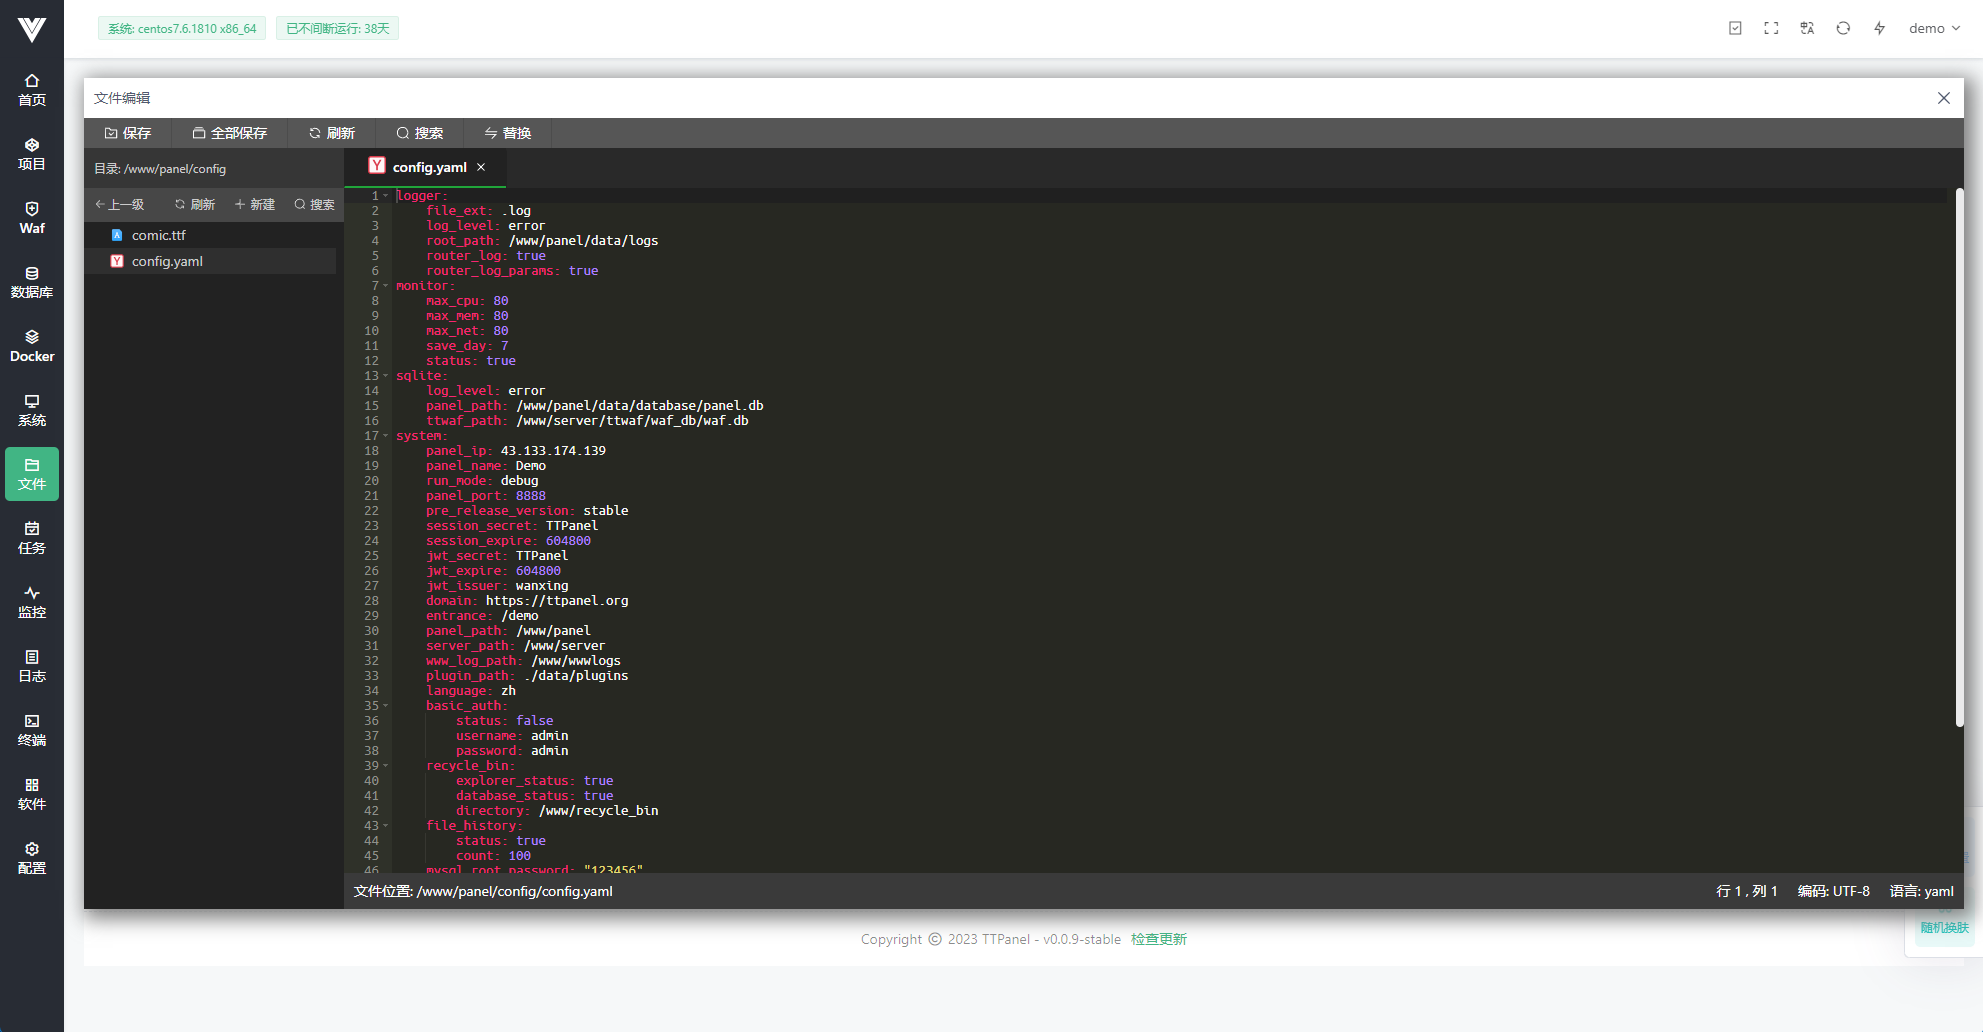 系统: centos7.6.1810 x86_64
已不间断运行: 38天
demo
首页
项目
Waf
数据库
Docker
系统
文件
任务
监控
日志
终端
软件
配置
文件编辑
保存
全部保存
刷新
搜索
替换
目录: /www/panel/config
上一级
刷新
新建
搜索
comic.ttf
config.yaml
config.yaml
1 logger:
2 file_ext: .log
3 log_level: error
4 root_path: /www/panel/data/logs
5 router_log: true
6 router_log_params: true
7 monitor:
8 max_cpu: 80
9 max_mem: 80
10 max_net: 80
11 save_day: 7
12 status: true
13 sqlite:
14 log_level: error
15 panel_path: /www/panel/data/database/panel.db
16 ttwaf_path: /www/server/ttwaf/waf_db/waf.db
17 system:
18 panel_ip: 43.133.174.139
19 panel_name: Demo
20 run_mode: debug
21 panel_port: 8888
22 pre_release_version: stable
23 session_secret: TTPanel
24 session_expire: 604800
25 jwt_secret: TTPanel
26 jwt_expire: 604800
27 jwt_issuer: wanxing
28 domain: https://ttpanel.org
29 entrance: /demo
30 panel_path: /www/panel
31 server_path: /www/server
32 www_log_path: /www/wwwlogs
33 plugin_path: ./data/plugins
34 language: zh
35 basic_auth:
36 status: false
37 username: admin
38 password: admin
39 recycle_bin:
40 explorer_status: true
41 database_status: true
42 directory: /www/recycle_bin
43 file_history:
44 status: true
45 count: 100
46 mysql_root_password: "123456"
文件位置: /www/panel/config/config.yaml
行 1 , 列 1
编码: UTF-8
语言: yaml
随机换肤
Copyright © 2023 TTPanel - v0.0.9-stable 检查更新